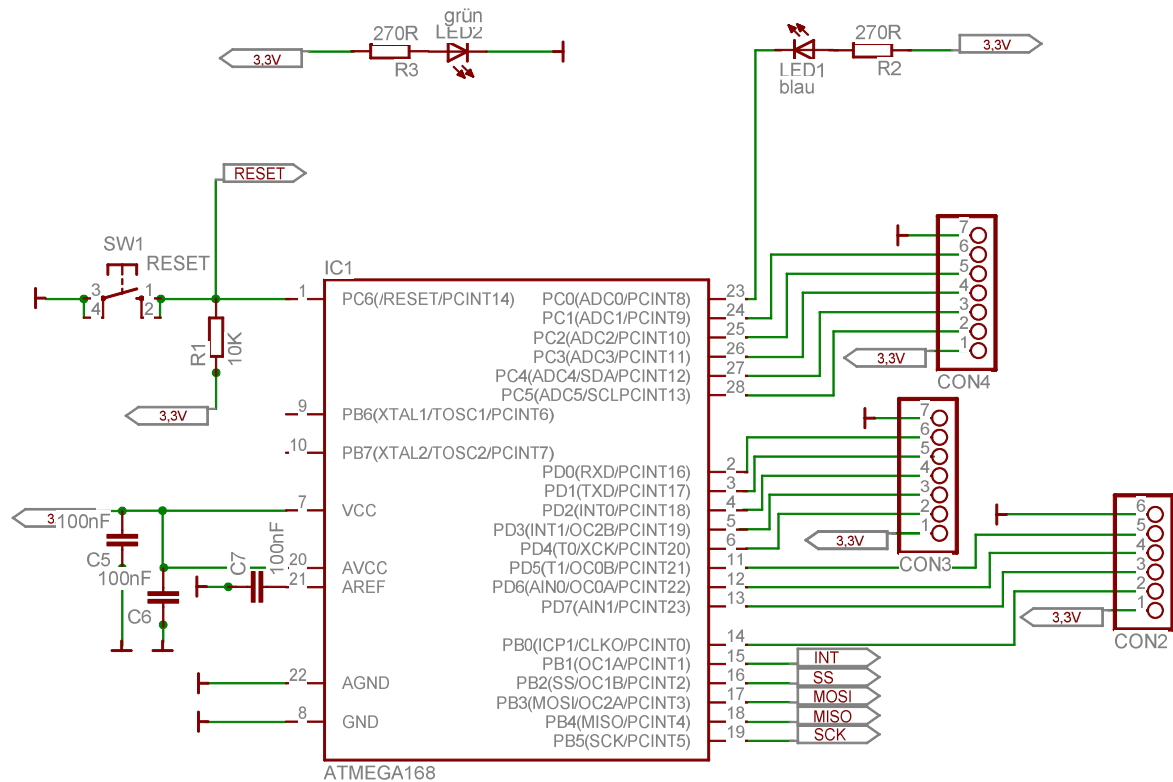 grün
LED2
270R
R3
3,3V
270R
R2
3,3V
LED1
blau
RESET
SW1
RESET
3
4
1
2
R1
10K
3,3V
IC1
1 PC6(/RESET/PCINT14)
9 PB6(XTAL1/TOSC1/PCINT6)
10 PB7(XTAL2/TOSC2/PCINT7)
7 VCC
20 AVCC
21 AREF
22 AGND
8 GND
PC0(ADC0/PCINT8) 23
PC1(ADC1/PCINT9) 24
PC2(ADC2/PCINT10) 25
PC3(ADC3/PCINT11) 26
PC4(ADC4/SDA/PCINT12) 27
PC5(ADC5/SCLPCINT13) 28
PD0(RXD/PCINT16) 2
PD1(TXD/PCINT17) 3
PD2(INT0/PCINT18) 4
PD3(INT1/OC2B/PCINT19) 5
PD4(T0/XCK/PCINT20) 6
PD5(T1/OC0B/PCINT21) 11
PD6(AIN0/OC0A/PCINT22) 12
PD7(AIN1/PCINT23) 13
PB0(ICP1/CLKO/PCINT0) 14
PB1(OC1A/PCINT1) 15
PB2(SS/OC1B/PCINT2) 16
PB3(MOSI/OC2A/PCINT3) 17
PB4(MISO/PCINT4) 18
PB5(SCK/PCINT5) 19
ATMEGA168
3
100nF
C5
100nF
C6
C7
100nF
7
6
5
4
3
2
1
3,3V
CON4
7
6
5
4
3
2
1
3,3V
CON3
6
5
4
3
2
1
3,3V
CON2
INT
SS
MOSI
MISO
SCK